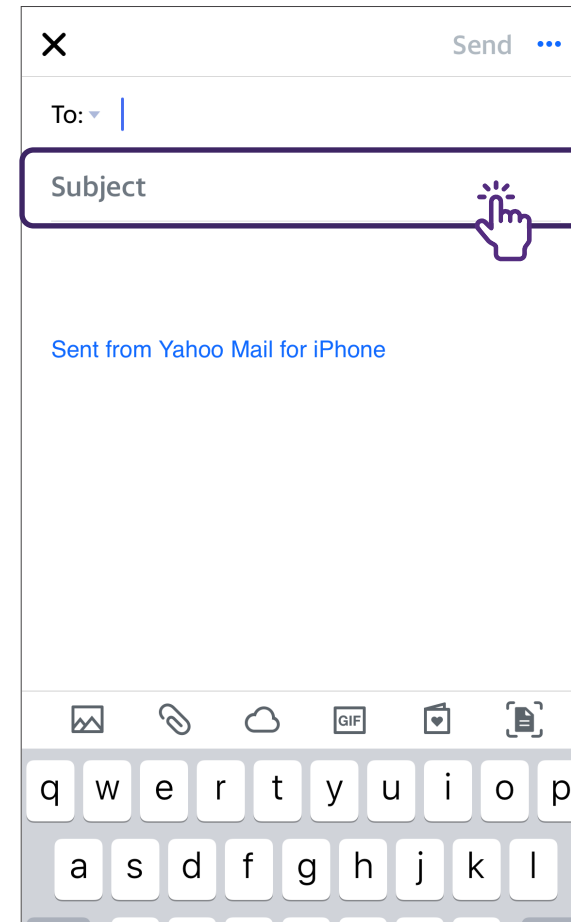 Send
To:
Subject
Sent from Yahoo Mail for iPhone
GIF
q w e r t y u i o p
a s d f g h j k l